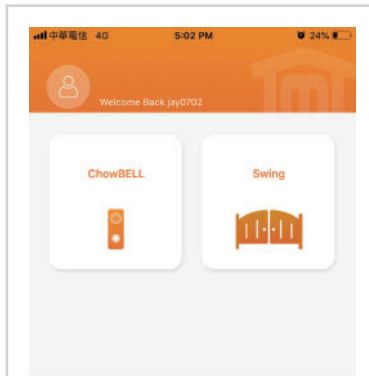 中華電信 4G 5:02 PM 24%
Welcome Back jay0702
ChowBELL Swing